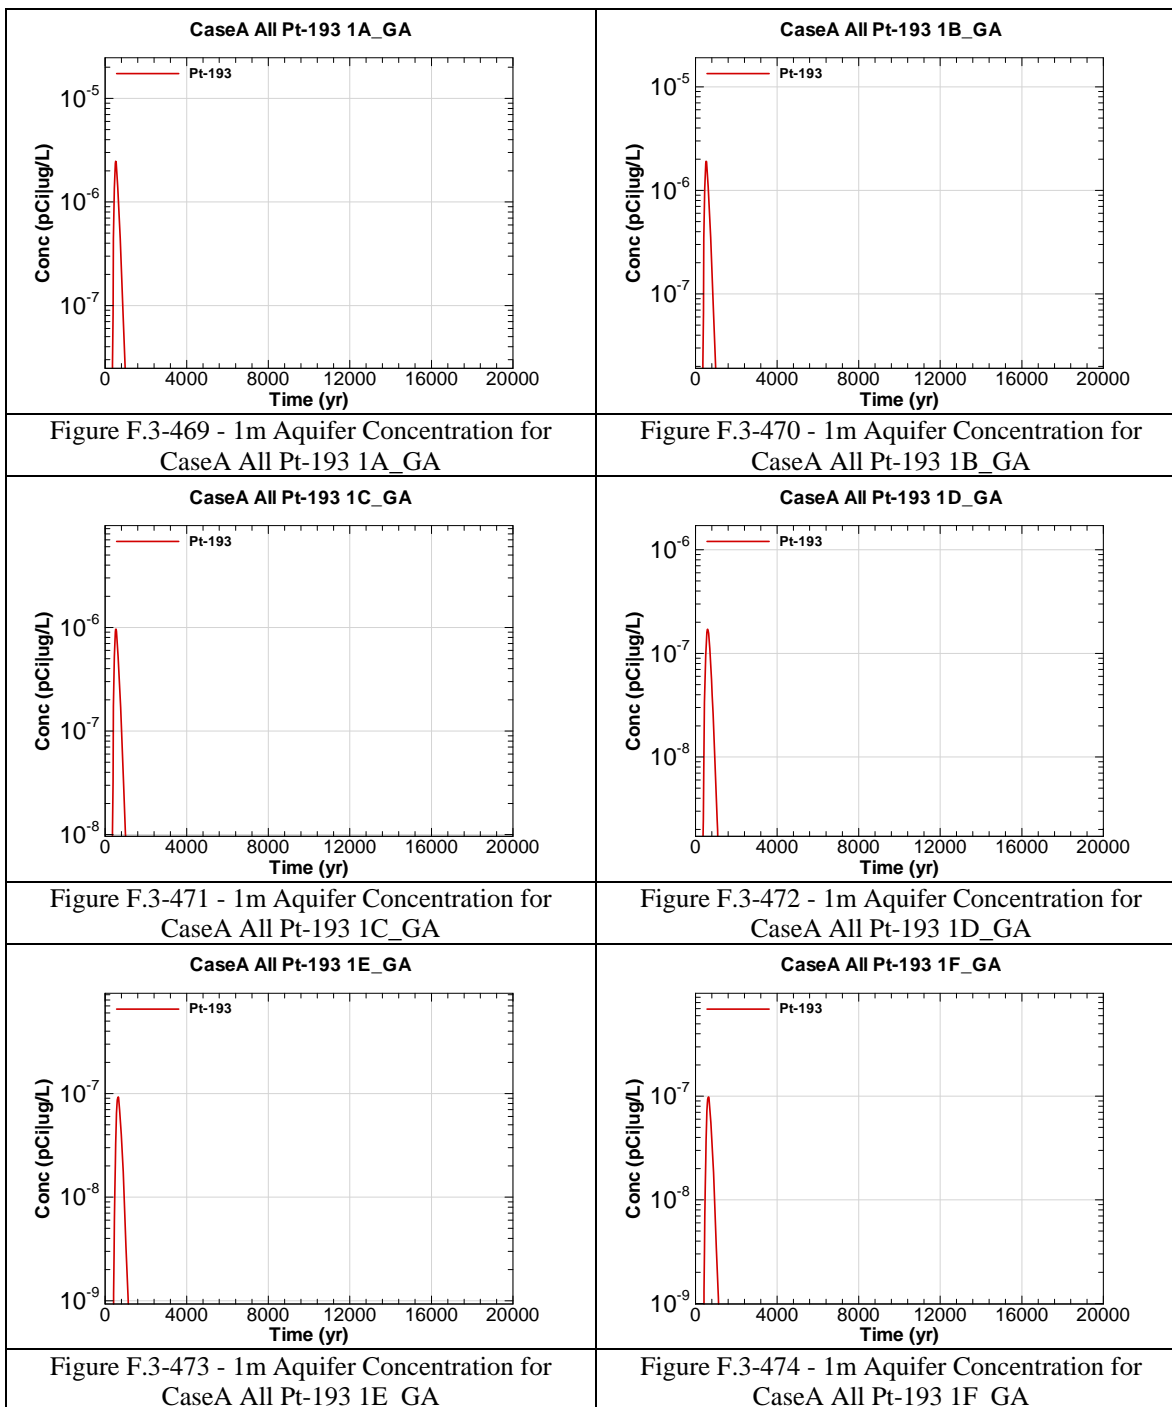 CaseA All Pt-193 1A_GA
Pt-193
10-5
10-6
10-7
Conc (pCi|ug/L)
0 4000 8000 12000 16000 20000
Time (yr)
Figure F.3-469 - 1m Aquifer Concentration for
CaseA All Pt-193 1A_GA
CaseA All Pt-193 1B_GA
Pt-193
10-5
10-6
10-7
Conc (pCi|ug/L)
0 4000 8000 12000 16000 20000
Time (yr)
Figure F.3-470 - 1m Aquifer Concentration for
CaseA All Pt-193 1B_GA
CaseA All Pt-193 1C_GA
Pt-193
10-6
10-7
10-8
Conc (pCi|ug/L)
0 4000 8000 12000 16000 20000
Time (yr)
Figure F.3-471 - 1m Aquifer Concentration for
CaseA All Pt-193 1C_GA
CaseA All Pt-193 1D_GA
Pt-193
10-6
10-7
10-8
Conc (pCi|ug/L)
0 4000 8000 12000 16000 20000
Time (yr)
Figure F.3-472 - 1m Aquifer Concentration for
CaseA All Pt-193 1D_GA
CaseA All Pt-193 1E_GA
Pt-193
10-7
10-8
10-9
Conc (pCi|ug/L)
0 4000 8000 12000 16000 20000
Time (yr)
Figure F.3-473 - 1m Aquifer Concentration for
CaseA All Pt-193 1E_GA
CaseA All Pt-193 1F_GA
Pt-193
10-7
10-8
10-9
Conc (pCi|ug/L)
0 4000 8000 12000 16000 20000
Time (yr)
Figure F.3-474 - 1m Aquifer Concentration for
CaseA All Pt-193 1F_GA